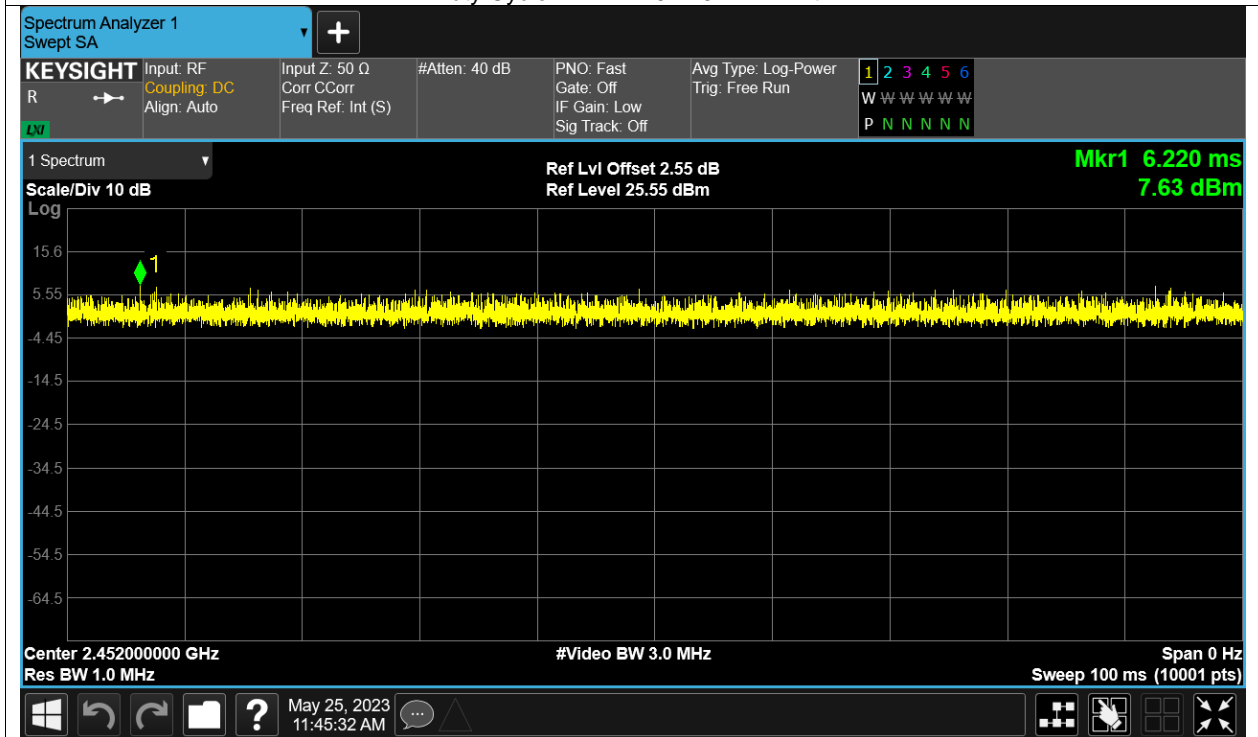 Spectrum Analyzer 1
Swept SA
+
KEYSIGHT
R
LXI
Input: RF
Coupling: DC
Align: Auto
Input Z: 50 Ω
Corr CCorr
Freq Ref: Int (S)
#Atten: 40 dB
PNO: Fast
Gate: Off
IF Gain: Low
Sig Track: Off
Avg Type: Log-Power
Trig: Free Run
1 2 3 4 5 6
W W W W W W
P N N N N N
1 Spectrum
Scale/Div 10 dB
Ref Lvl Offset 2.55 dB
Ref Level 25.55 dBm
Mkr1 6.220 ms
7.63 dBm
Log
15.6
1
5.55
-4.45
-14.5
-24.5
-34.5
-44.5
-54.5
-64.5
Center 2.452000000 GHz
#Video BW 3.0 MHz
Span 0 Hz
Res BW 1.0 MHz
Sweep 100 ms (10001 pts)
?
May 25, 2023
11:45:32 AM